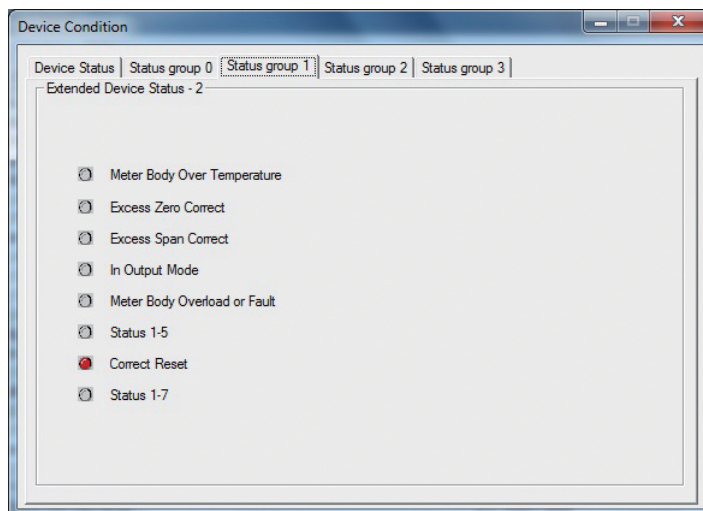 Device Condition
Device Status Status group 0 Status group 1 Status group 2 Status group 3
Extended Device Status - 2
Meter Body Over Temperature
Excess Zero Correct
Excess Span Correct
In Output Mode
Meter Body Overload or Fault
Status 1-5
Correct Reset
Status 1-7